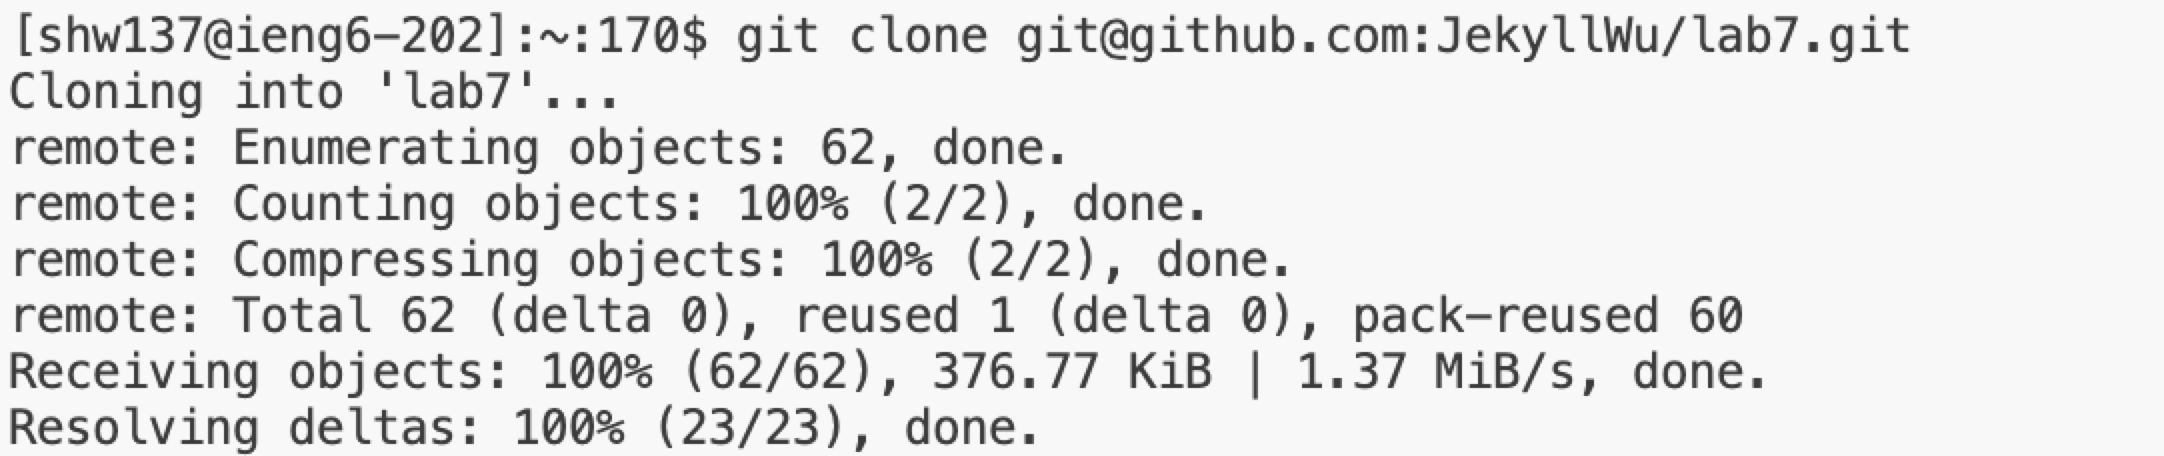 [shw137@ieng6-202]:~:170$ git clone git@github.com:JekyllWu/lab7.git
Cloning into 'lab7'...
remote: Enumerating objects: 62, done.
remote: Counting objects: 100% (2/2), done.
remote: Compressing objects: 100% (2/2), done.
remote: Total 62 (delta 0), reused 1 (delta 0), pack-reused 60
Receiving objects: 100% (62/62), 376.77 KiB | 1.37 MiB/s, done.
Resolving deltas: 100% (23/23), done.